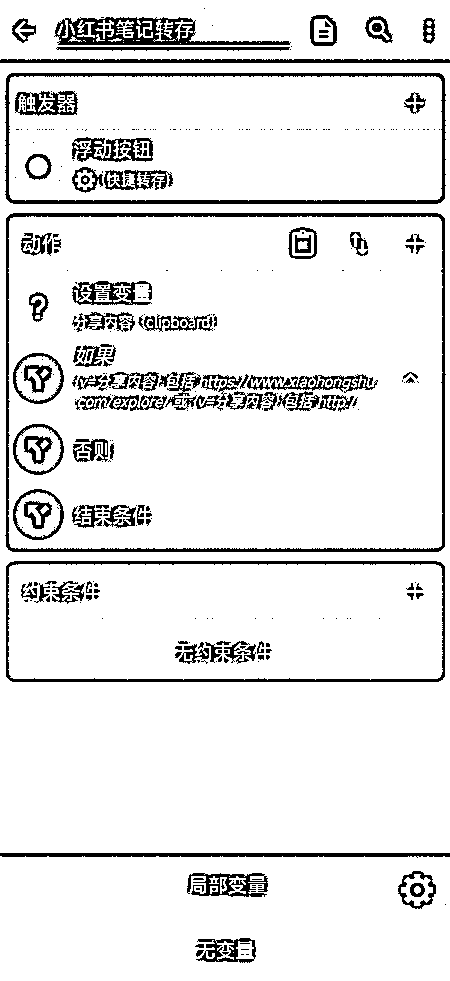 小红书笔记转存
触发器
浮动按钮
(快捷转存)
动作
设置变量
分享内容 (clipboard)
如果
(v=分享内容) 包括 https://www.xiaohongshu.
com/explore/ 或 (v=分享内容) 包括 http:/
否则
结束条件
约束条件
无约束条件
局部变量
无变量